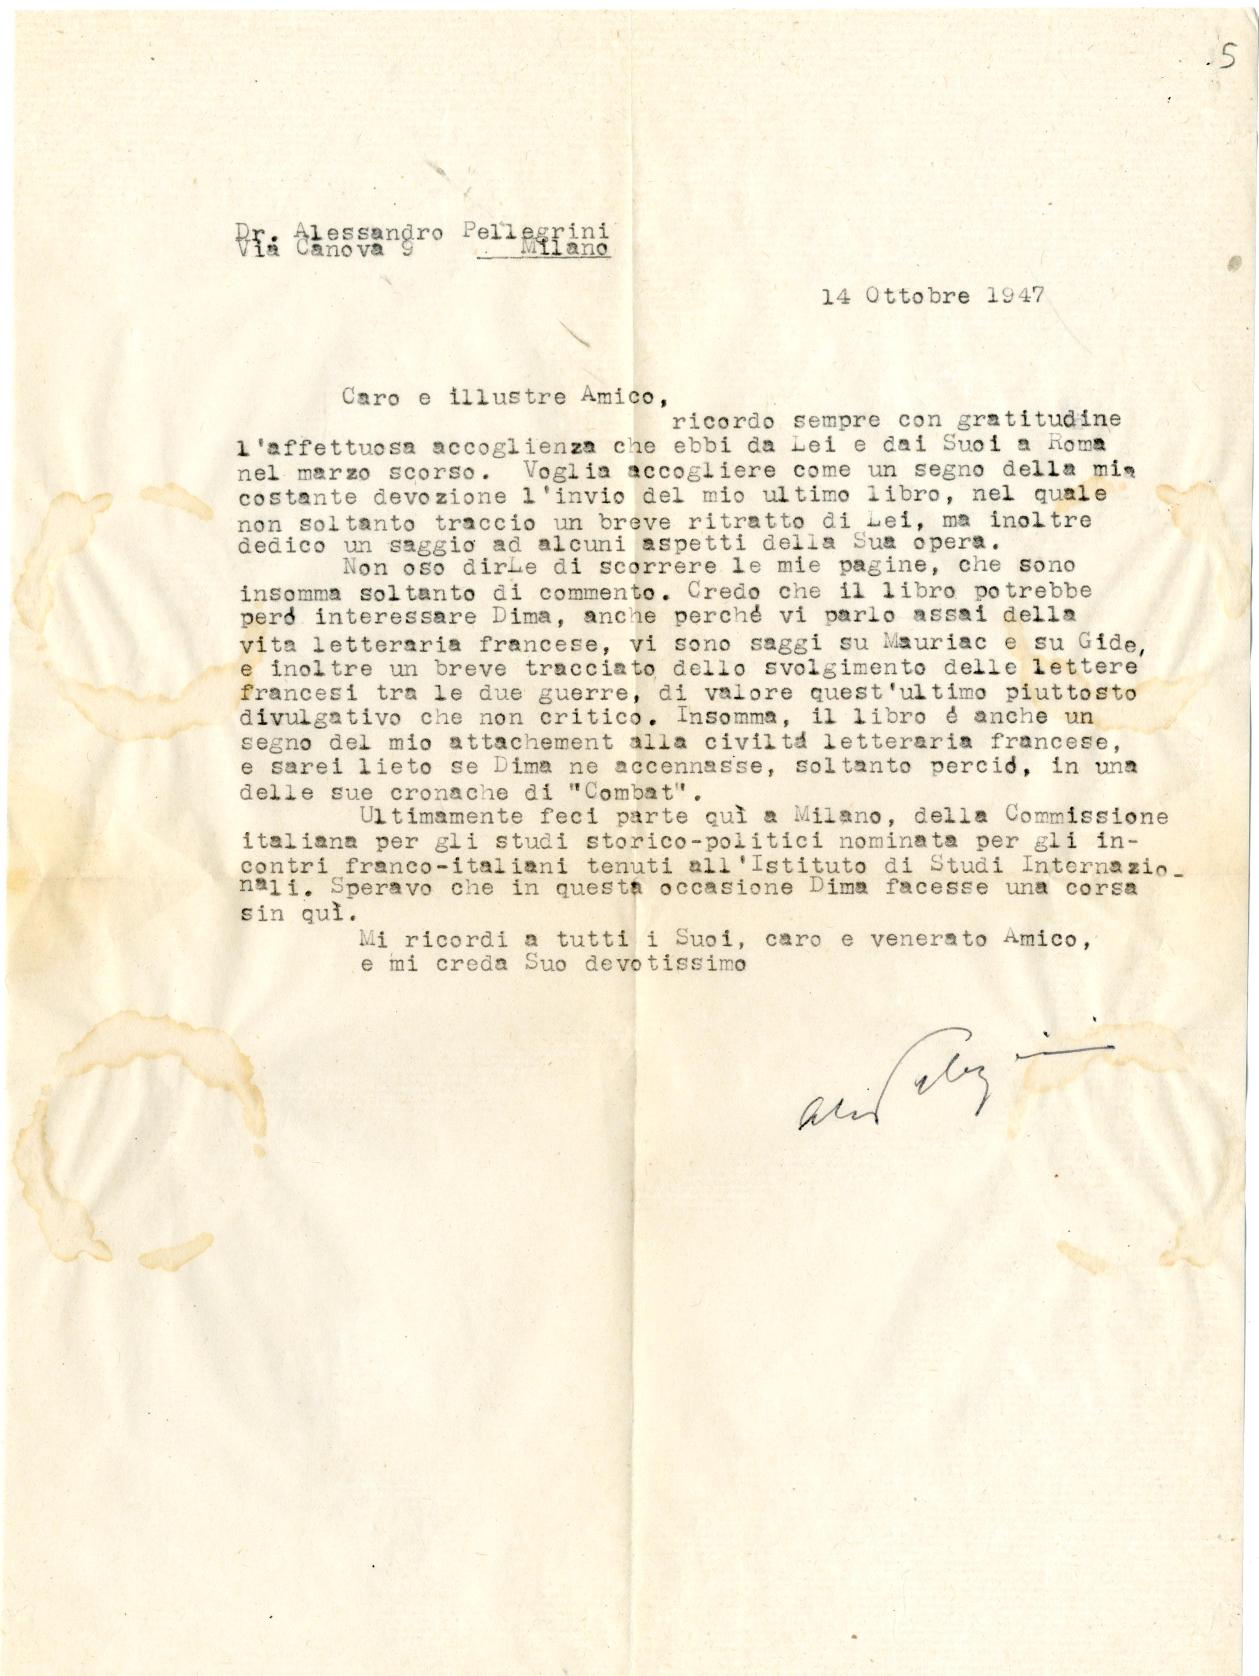 5
Dr. Alessandro Pellegrini
Via Canova 9 Milano
14 Ottobre 1947
Caro e illustre Amico,
ricordo sempre con gratitudine
l'affettuosa accoglienza che ebbi da Lei e dai Suoi a Roma
nel marzo scorso. Voglia accogliere come un segno della mia
costante devozione l'invio del mio ultimo libro, nel quale
non soltanto traccio un breve ritratto di Lei, ma inoltre
dedico un saggio ad alcuni aspetti della Sua opera.
Non oso dirLe di scorrere le mie pagine, che sono
insomma soltanto di commento. Credo che il libro potrebbe
peró interessare Dima, anche perché vi parlo assai della
vita letteraria francese, vi sono saggi su Mauriac e su Gide,
e inoltre un breve tracciato dello svolgimento delle lettere
francesi tra le due guerre, di valore quest'ultimo piuttosto
divulgativo che non critico. Insomma, il libro é anche un
segno del mio attachement alla civiltá letteraria francese,
e sarei lieto se Dima ne accennasse, soltanto perció, in una
delle sue cronache di "Combat".
Ultimamente feci parte quì a Milano, della Commissione
italiana per gli studi storico-politici nominata per gli in-
contri franco-italiani tenuti all'Istituto di Studi Internazio-
nali. Speravo che in questa occasione Dima facesse una corsa
sin quì.
Mi ricordi a tutti i Suoi, caro e venerato Amico,
e mi creda Suo devotissimo